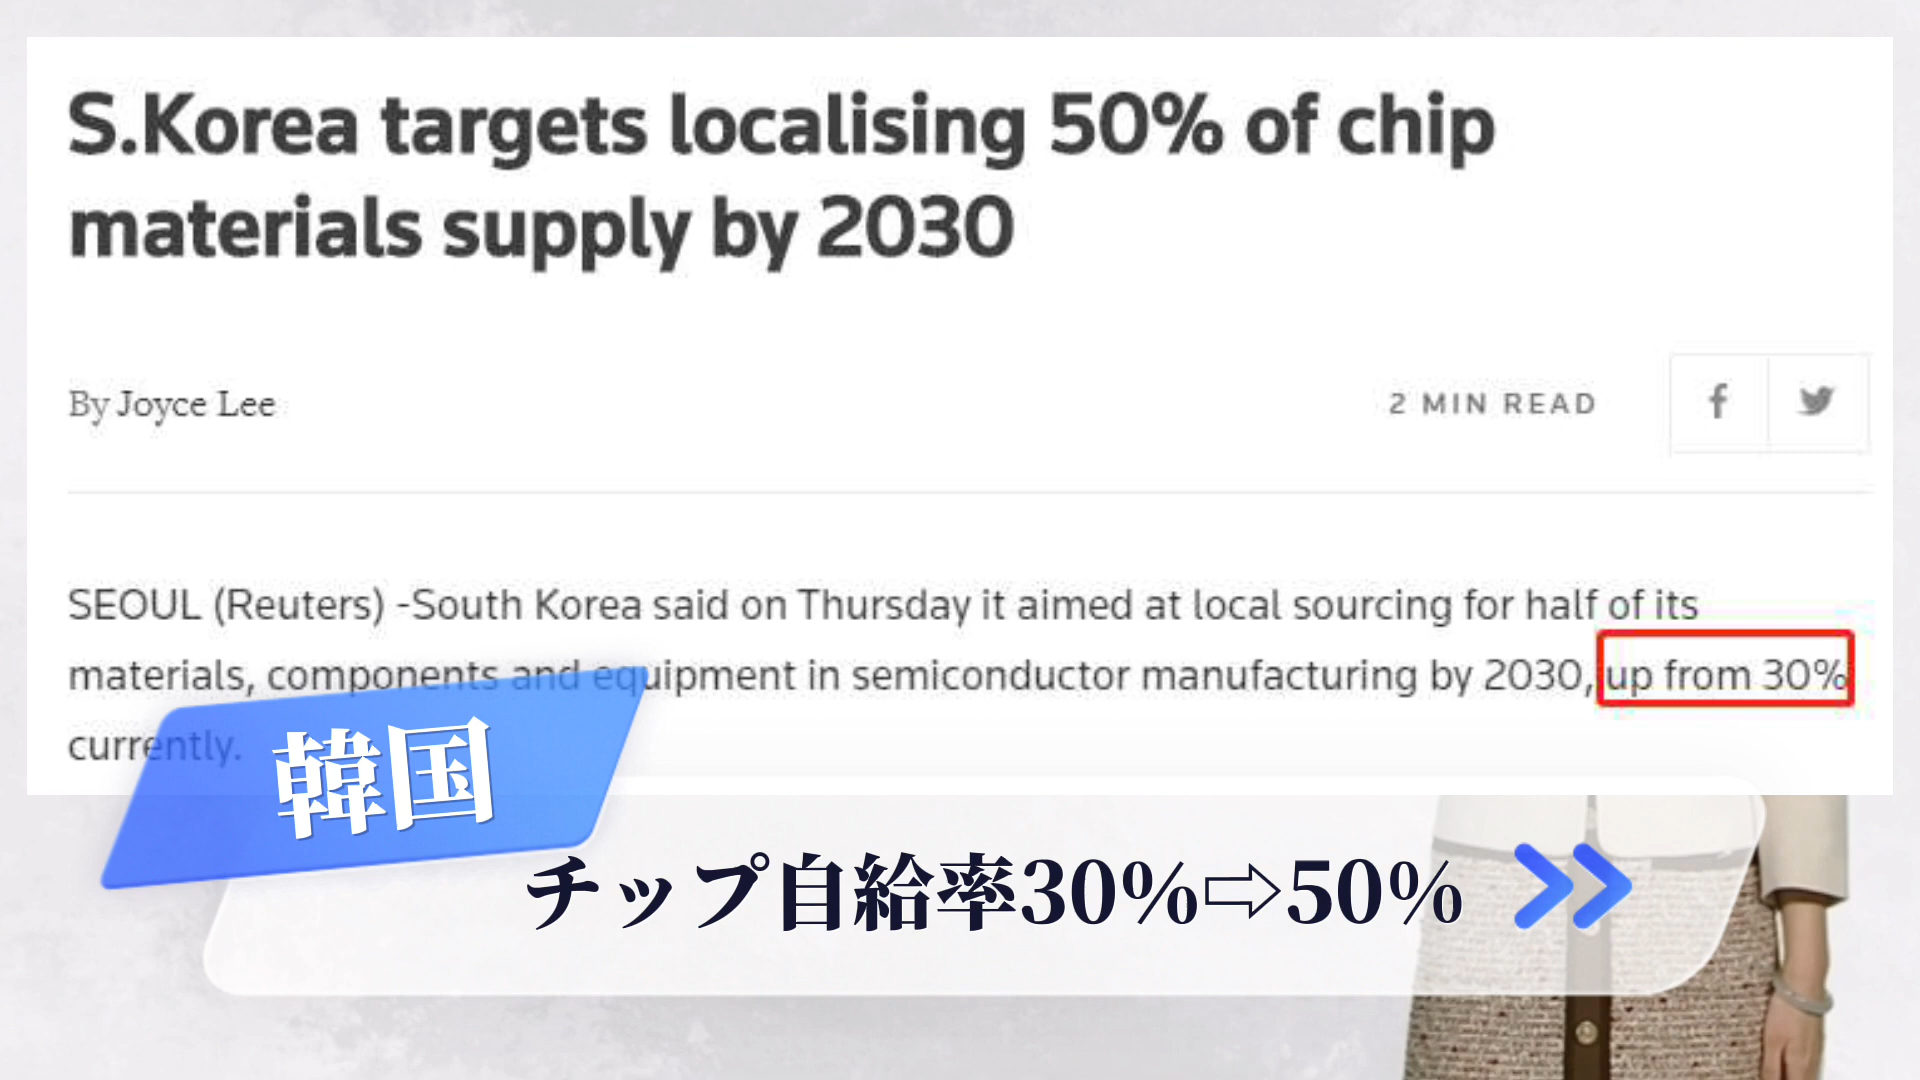 S.Korea targets localising 50% of chip
materials supply by 2030
By Joyce Lee
2 MIN READ
SEOUL (Reuters) -South Korea said on Thursday it aimed at local sourcing for half of its
materials, components and equipment in semiconductor manufacturing by 2030, up from 30%
currently.
韓国
チップ自給率30%⇨50%